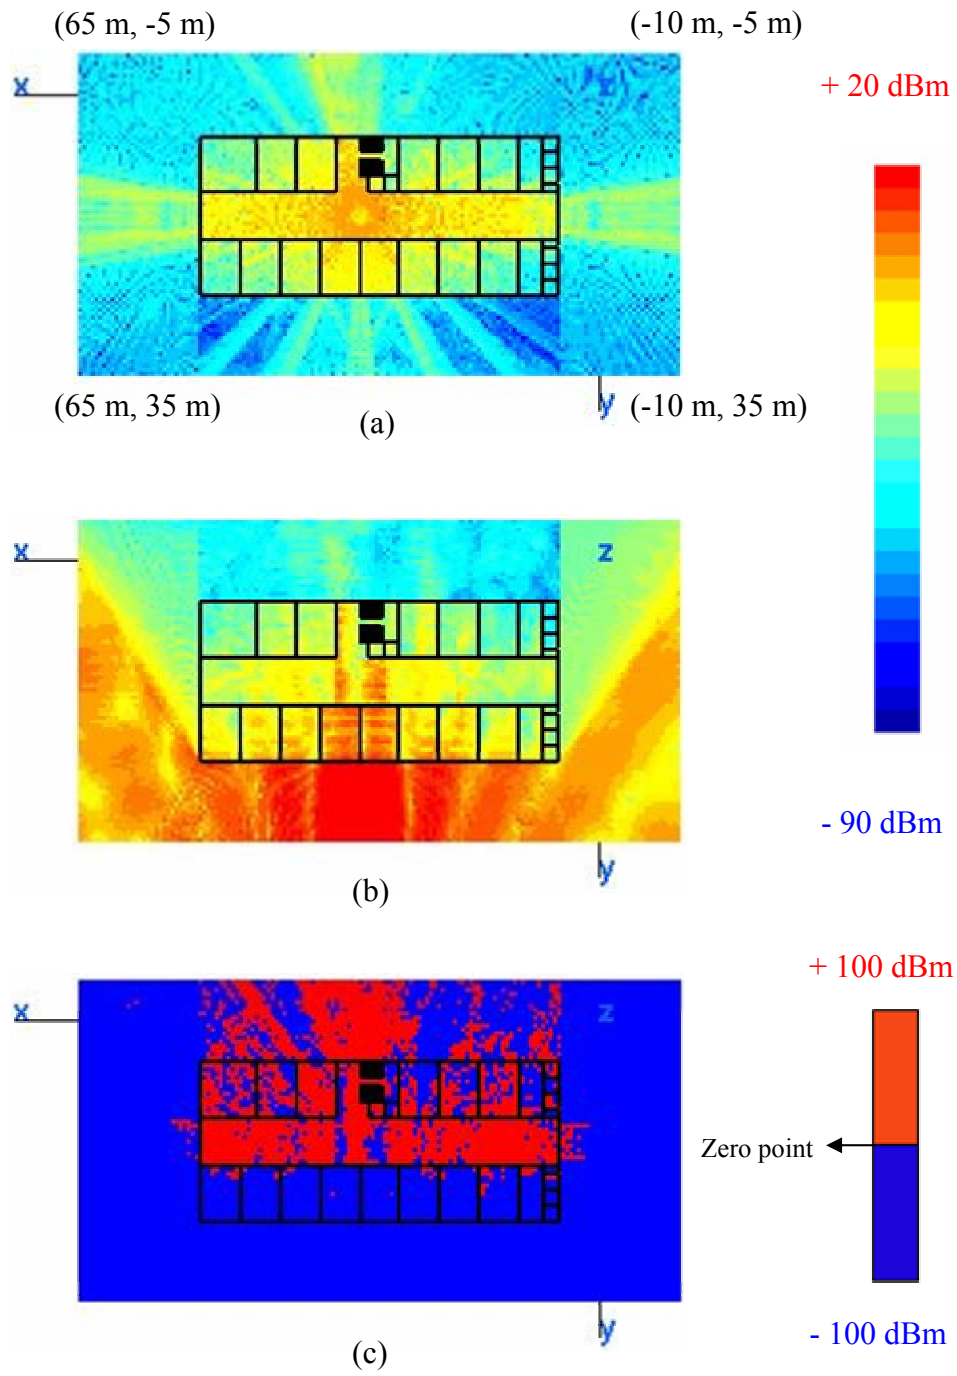 (65 m, -5 m)
(-10 m, -5 m)
x
z
+ 20 dBm
(65 m, 35 m)
(-10 m, 35 m)
y
(a)
x
z
- 90 dBm
y
(b)
+ 100 dBm
x
z
Zero point
- 100 dBm
y
(c)